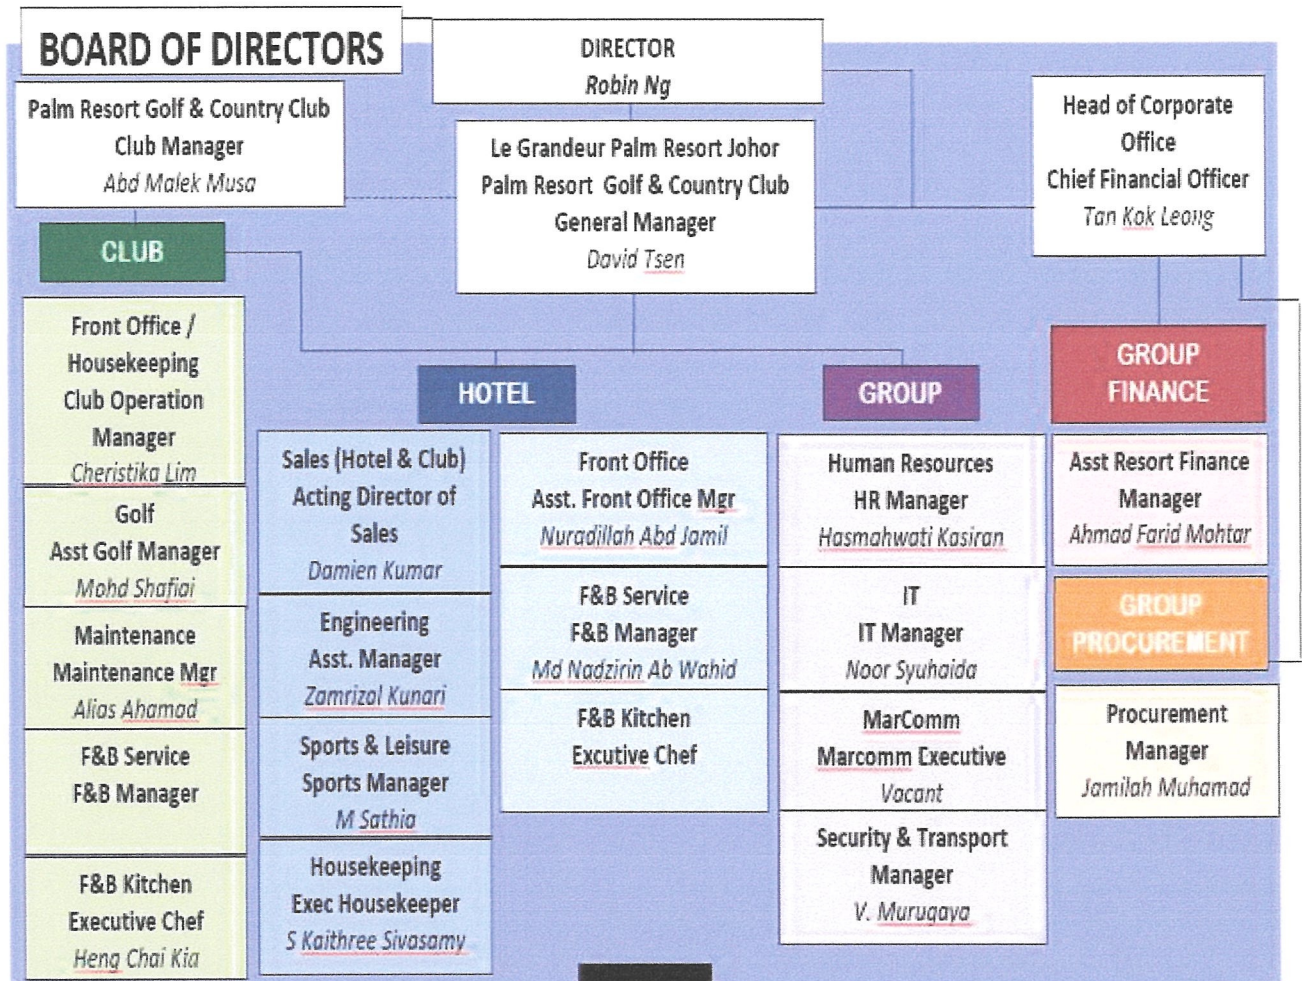 BOARD OF DIRECTORS
DIRECTOR
Robin Ng
Palm Resort Golf & Country Club
Club Manager
Abd Malek Musa
Le Grandeur Palm Resort Johor
Palm Resort Golf & Country Club
General Manager
David Tsen
Head of Corporate
Office
Chief Financial Officer
Tan Kok Leong
CLUB
Front Office /
Housekeeping
Club Operation
Manager
Cheristika Lim
Golf
Asst Golf Manager
Mohd Shafiai
Maintenance
Maintenance Mgr
Alias Ahamad
F&B Service
F&B Manager
F&B Kitchen
Executive Chef
Heng Chai Kia
HOTEL
Sales (Hotel & Club)
Acting Director of
Sales
Damien Kumar
Engineering
Asst. Manager
Zamrizal Kunari
Sports & Leisure
Sports Manager
M Sathia
Housekeeping
Exec Housekeeper
S Kaithree Sivasamy
Front Office
Asst. Front Office Mgr
Nuradillah Abd Jamil
F&B Service
F&B Manager
Md Nadzirin Ab Wahid
F&B Kitchen
Excutive Chef
GROUP
Human Resources
HR Manager
Hasmahwati Kasiran
IT
IT Manager
Noor Syuhaida
MarComm
Marcomm Executive
Vacant
Security & Transport
Manager
V. Murugaya
GROUP
FINANCE
Asst Resort Finance
Manager
Ahmad Farid Mohtar
GROUP
PROCUREMENT
Procurement
Manager
Jamilah Muhamad